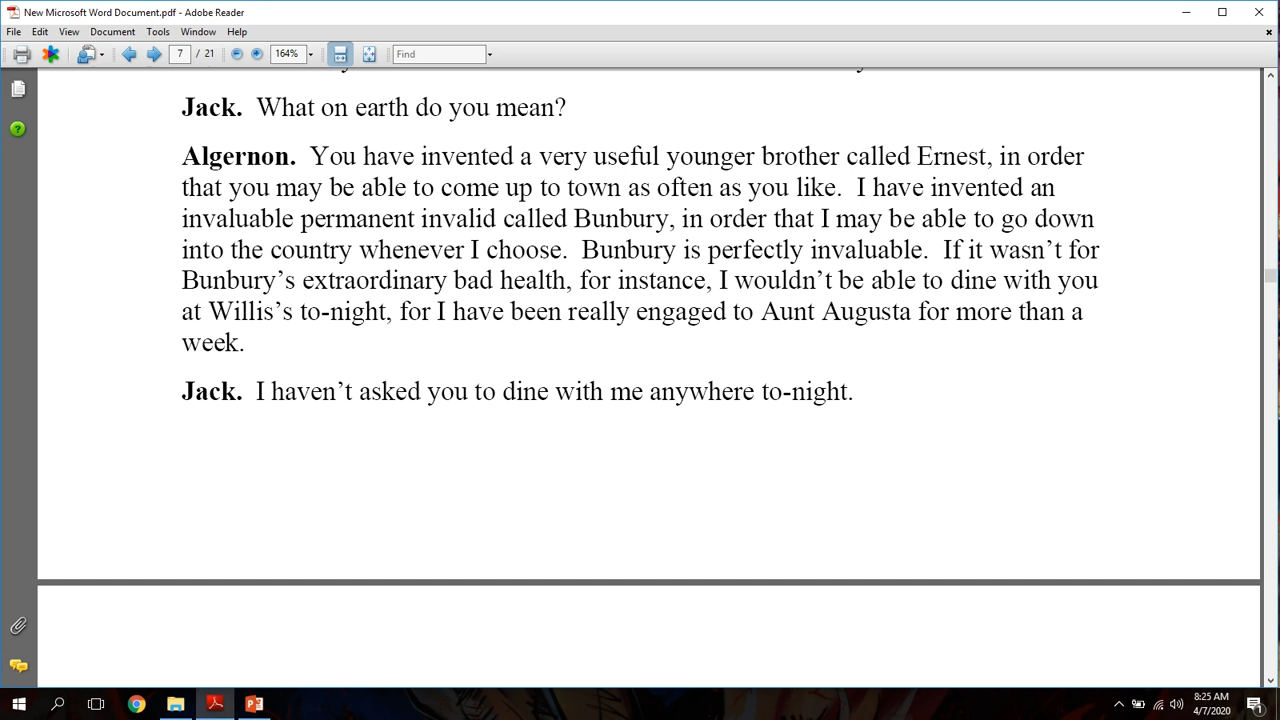 New Microsoft Word Document.pdf - Adobe Reader
File Edit View Document Tools Window Help
7 / 21 164% Find
Jack. What on earth do you mean?
Algernon. You have invented a very useful younger brother called Ernest, in order
that you may be able to come up to town as often as you like. I have invented an
invaluable permanent invalid called Bunbury, in order that I may be able to go down
into the country whenever I choose. Bunbury is perfectly invaluable. If it wasn’t for
Bunbury’s extraordinary bad health, for instance, I wouldn’t be able to dine with you
at Willis’s to-night, for I have been really engaged to Aunt Augusta for more than a
week.
Jack. I haven’t asked you to dine with me anywhere to-night.
8:25 AM
4/7/2020